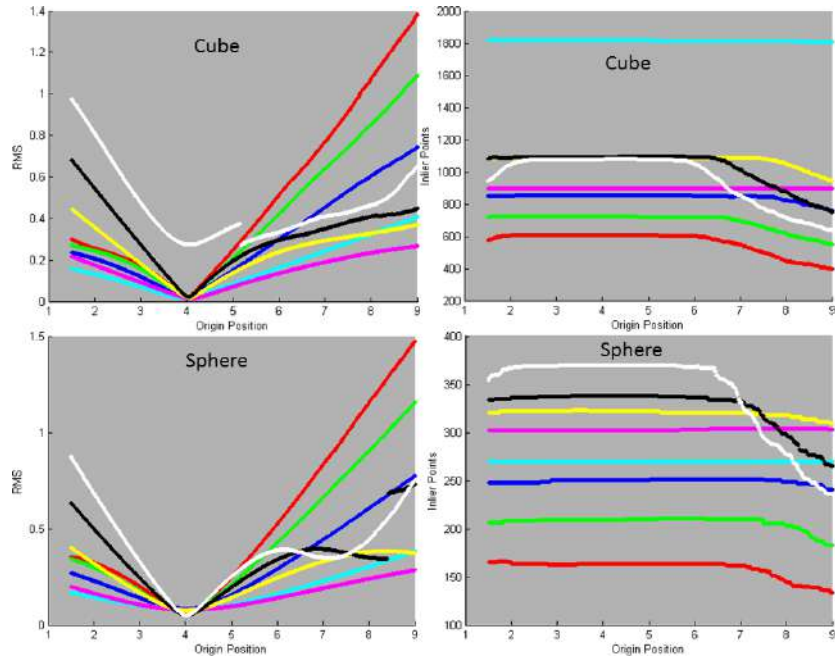 1.4
1.2
1
0.8
0.6
0.4
0.2
0
RMS
Cube
1 2 3 4 5 6 7 8 9
Origin Position
2000
1800
1600
1400
1200
1000
800
600
400
200
Inlier Points
Cube
1 2 3 4 5 6 7 8 9
Origin Position
1.5
1
0.5
0
RMS
Sphere
1 2 3 4 5 6 7 8 9
Origin Position
400
350
300
250
200
150
100
Inlier Points
Sphere
1 2 3 4 5 6 7 8 9
Origin Position